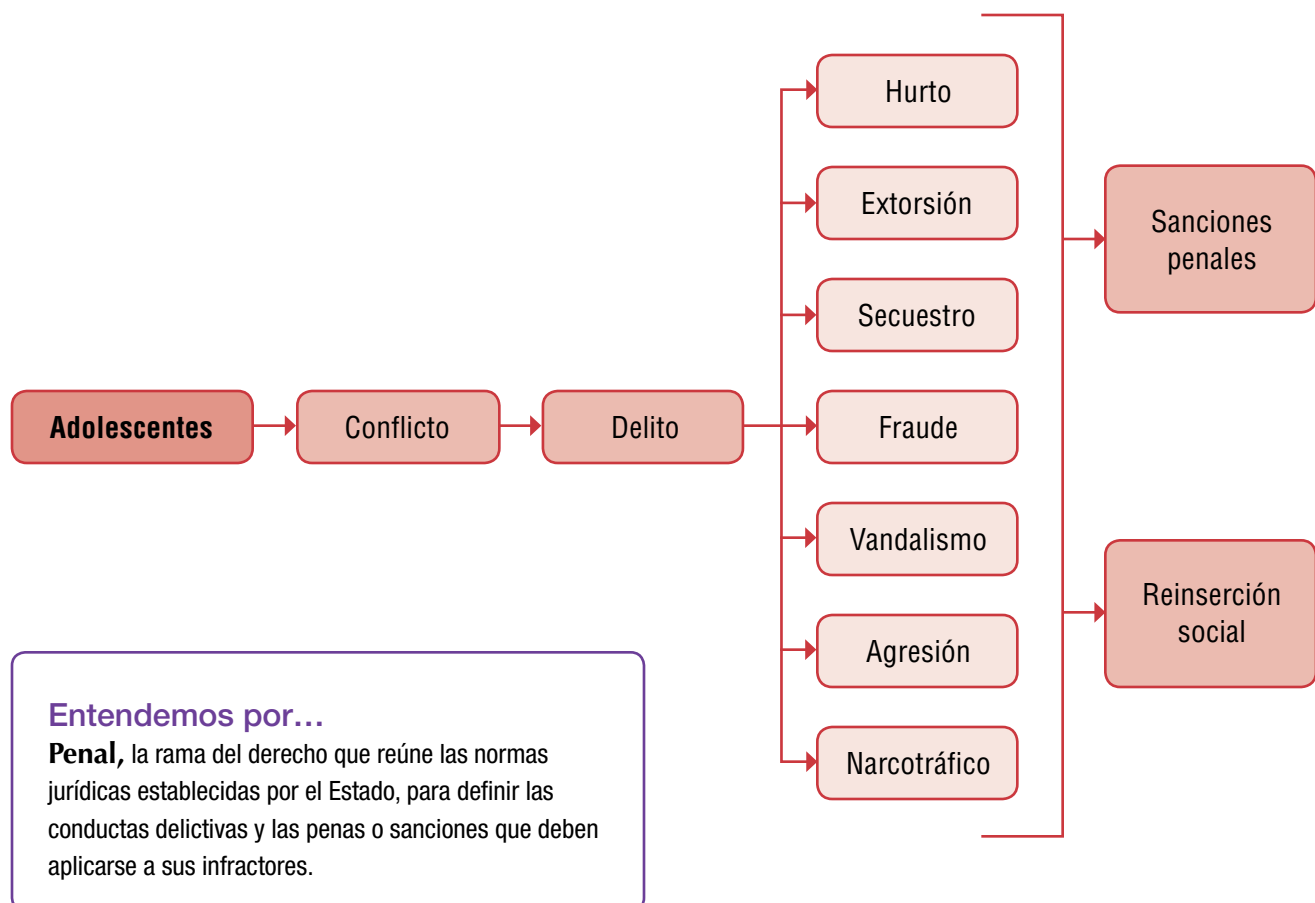 Adolescentes
Conflicto
Delito
Hurto
Extorsión
Secuestro
Fraude
Vandalismo
Agresión
Narcotráfico
Sanciones
penales
Reinserción
social
Entendemos por…
Penal, la rama del derecho que reúne las normas
jurídicas establecidas por el Estado, para definir las
conductas delictivas y las penas o sanciones que deben
aplicarse a sus infractores.